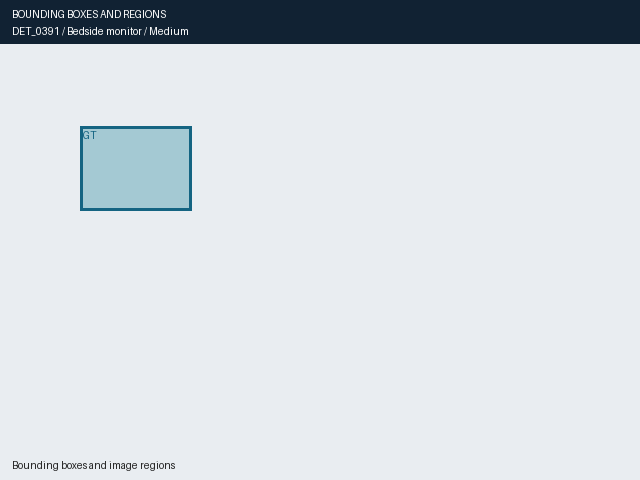 BOUNDING BOXES AND REGIONS
DET_0391 / Bedside monitor / Medium
GT
Bounding boxes and image regions